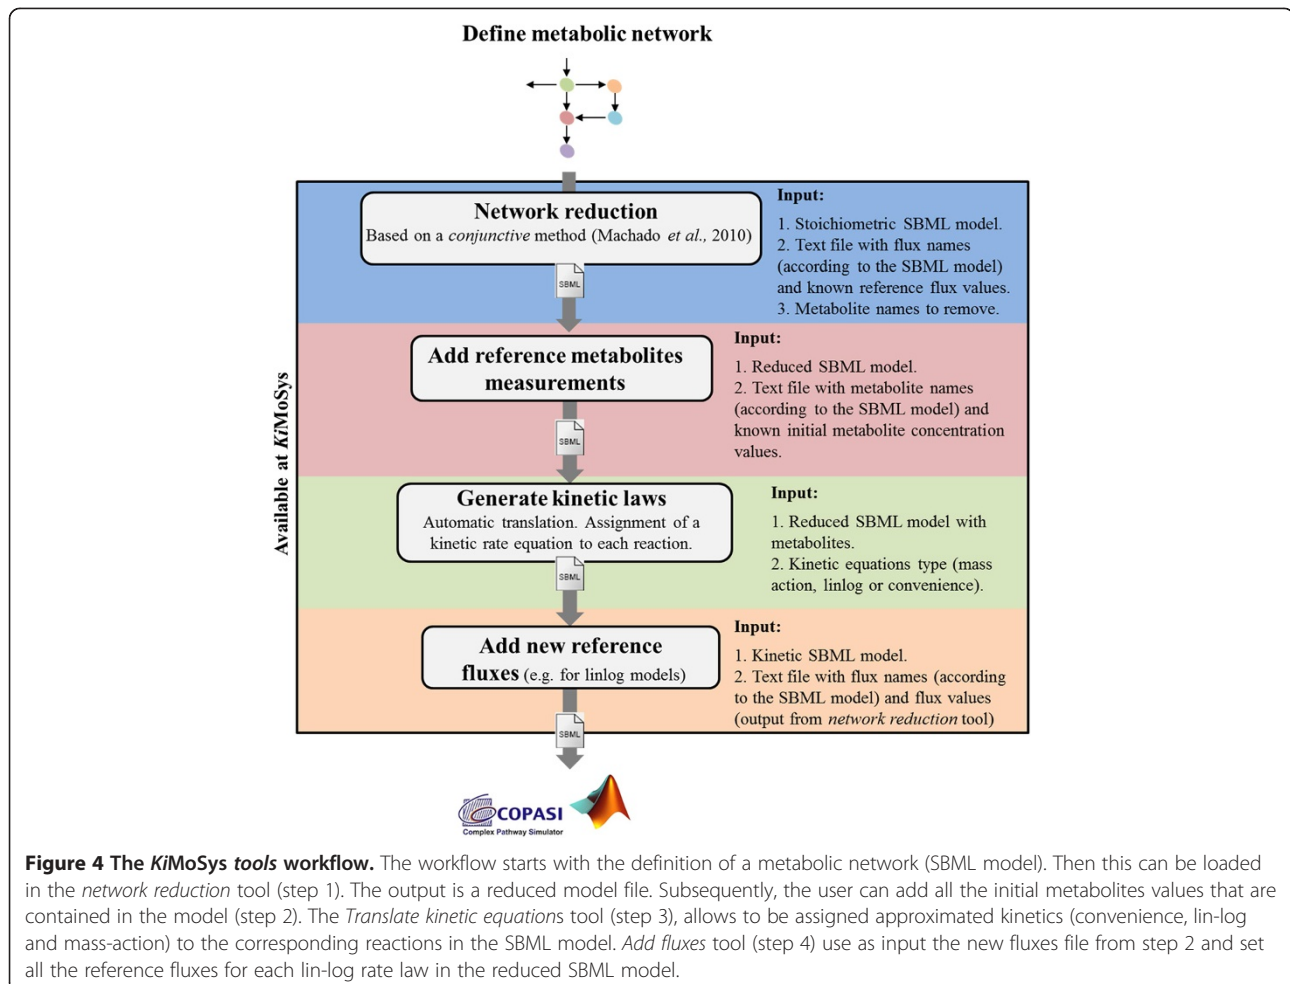 Define metabolic network
Available at KiMoSys
Network reduction
Based on a conjunctive method (Machado et al., 2010)
Input:
1. Stoichiometric SBML model.
2. Text file with flux names
(according to the SBML model)
and known reference flux values.
3. Metabolite names to remove.
SBML
Add reference metabolites
measurements
Input:
1. Reduced SBML model.
2. Text file with metabolite names
(according to the SBML model) and
known initial metabolite concentration
values.
SBML
Generate kinetic laws
Automatic translation. Assignment of a
kinetic rate equation to each reaction.
Input:
1. Reduced SBML model with
metabolites.
2. Kinetic equations type (mass
action, linlog or convenience).
SBML
Add new reference
fluxes (e.g. for linlog models)
Input:
1. Kinetic SBML model.
2. Text file with flux names (according
to the SBML model) and flux values
(output from network reduction tool)
SBML
COPASI
Complex Pathway Simulator
Figure 4 The KiMoSys tools workflow. The workflow starts with the definition of a metabolic network (SBML model). Then this can be loaded
in the network reduction tool (step 1). The output is a reduced model file. Subsequently, the user can add all the initial metabolites values that are
contained in the model (step 2). The Translate kinetic equations tool (step 3), allows to be assigned approximated kinetics (convenience, lin-log
and mass-action) to the corresponding reactions in the SBML model. Add fluxes tool (step 4) use as input the new fluxes file from step 2 and set
all the reference fluxes for each lin-log rate law in the reduced SBML model.